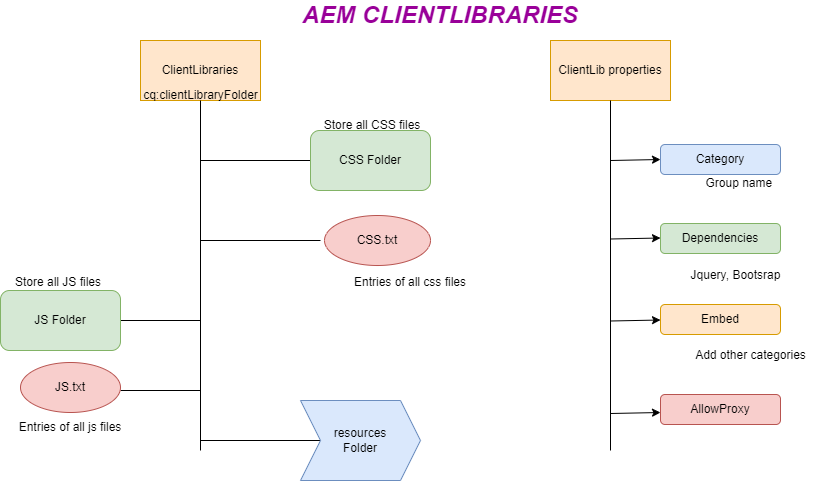 AEM CLIENTLIBRARIES
ClientLibraries
cq:clientLibraryFolder
Store all CSS files
CSS Folder
CSS.txt
Entries of all css files
Store all JS files
JS Folder
JS.txt
Entries of all js files
resources
Folder
ClientLib properties
Category
Group name
Dependencies
Jquery, Bootsrap
Embed
Add other categories
AllowProxy